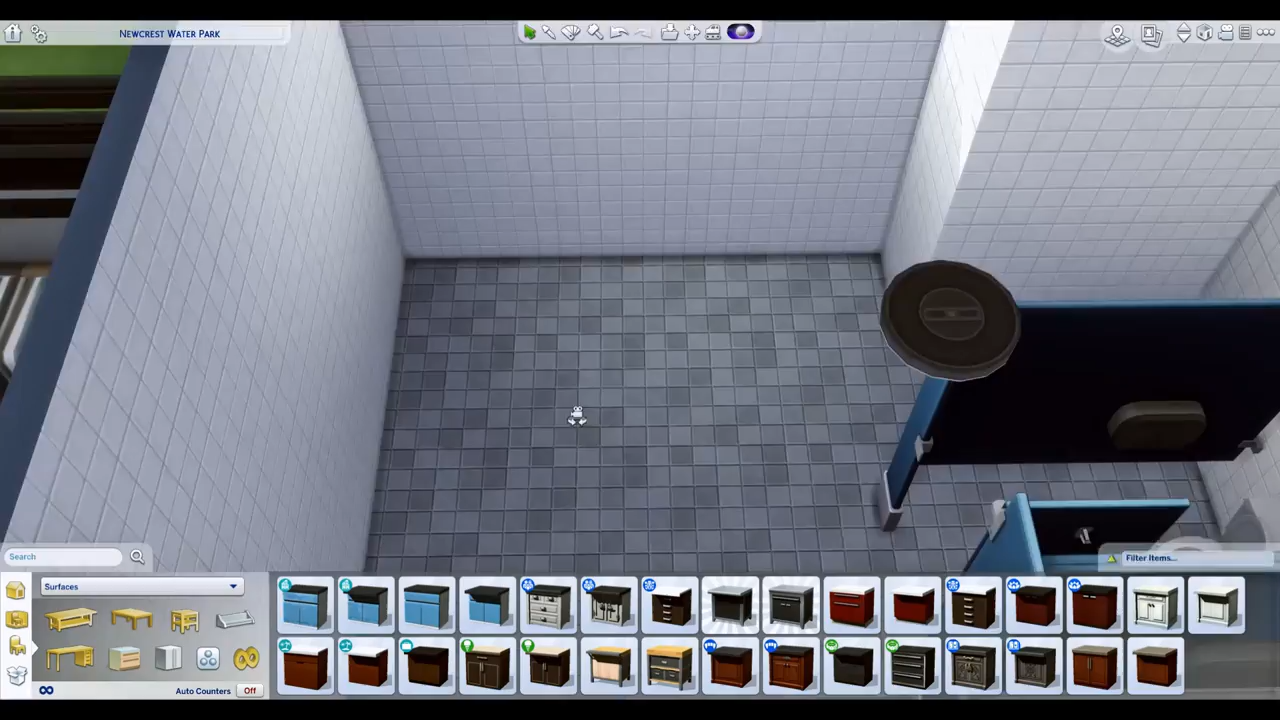 NEWCREST WATER PARK
Search
Filter Items...
Surfaces
Auto Counters Off